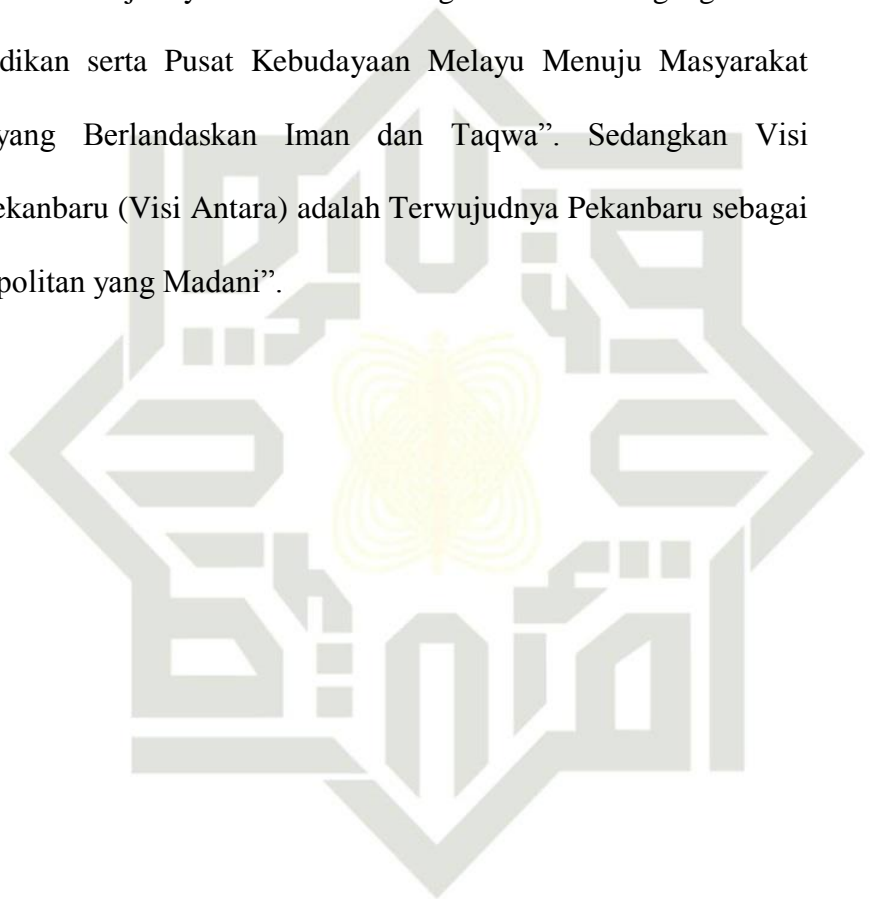 dikan serta Pusat Kebudayaan Melayu Menuju Masyarakat
yang Berlandaskan Iman dan Taqwa”. Sedangkan Visi
ekanbaru (Visi Antara) adalah Terwujudnya Pekanbaru sebagai
politan yang Madani”.